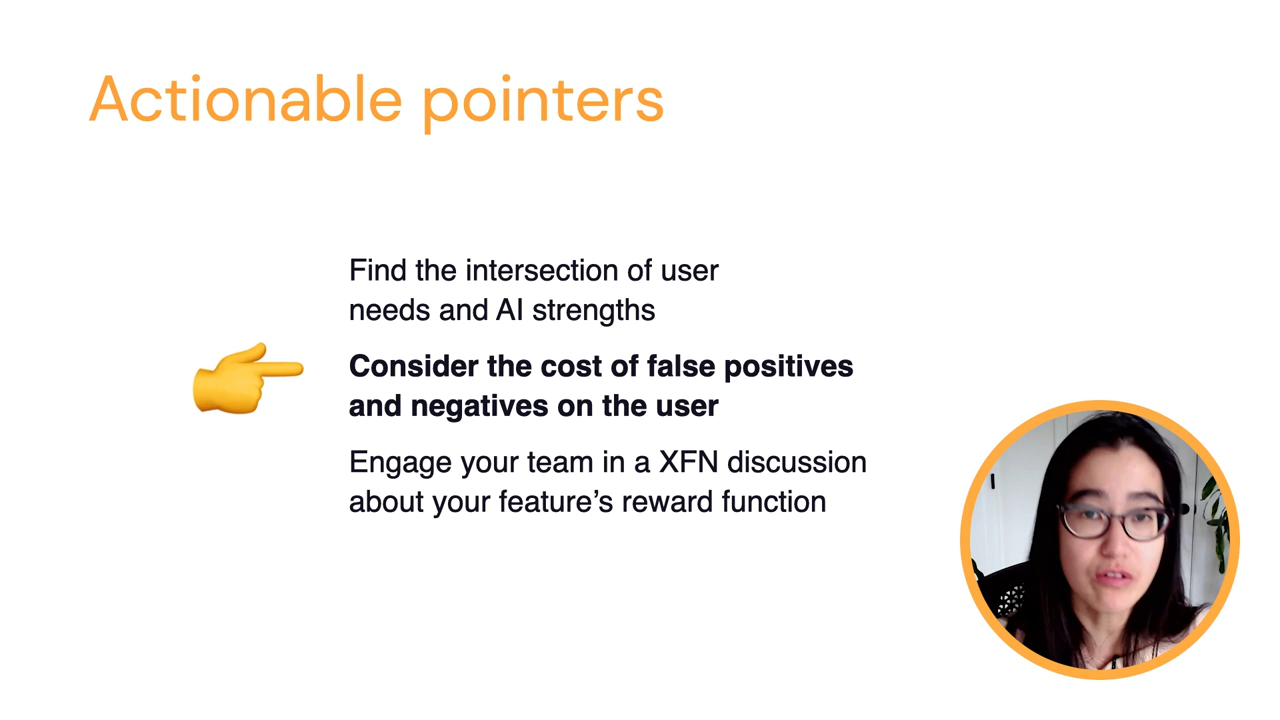 Actionable pointers
Find the intersection of user
needs and AI strengths
Consider the cost of false positives
and negatives on the user
Engage your team in a XFN discussion
about your feature’s reward function